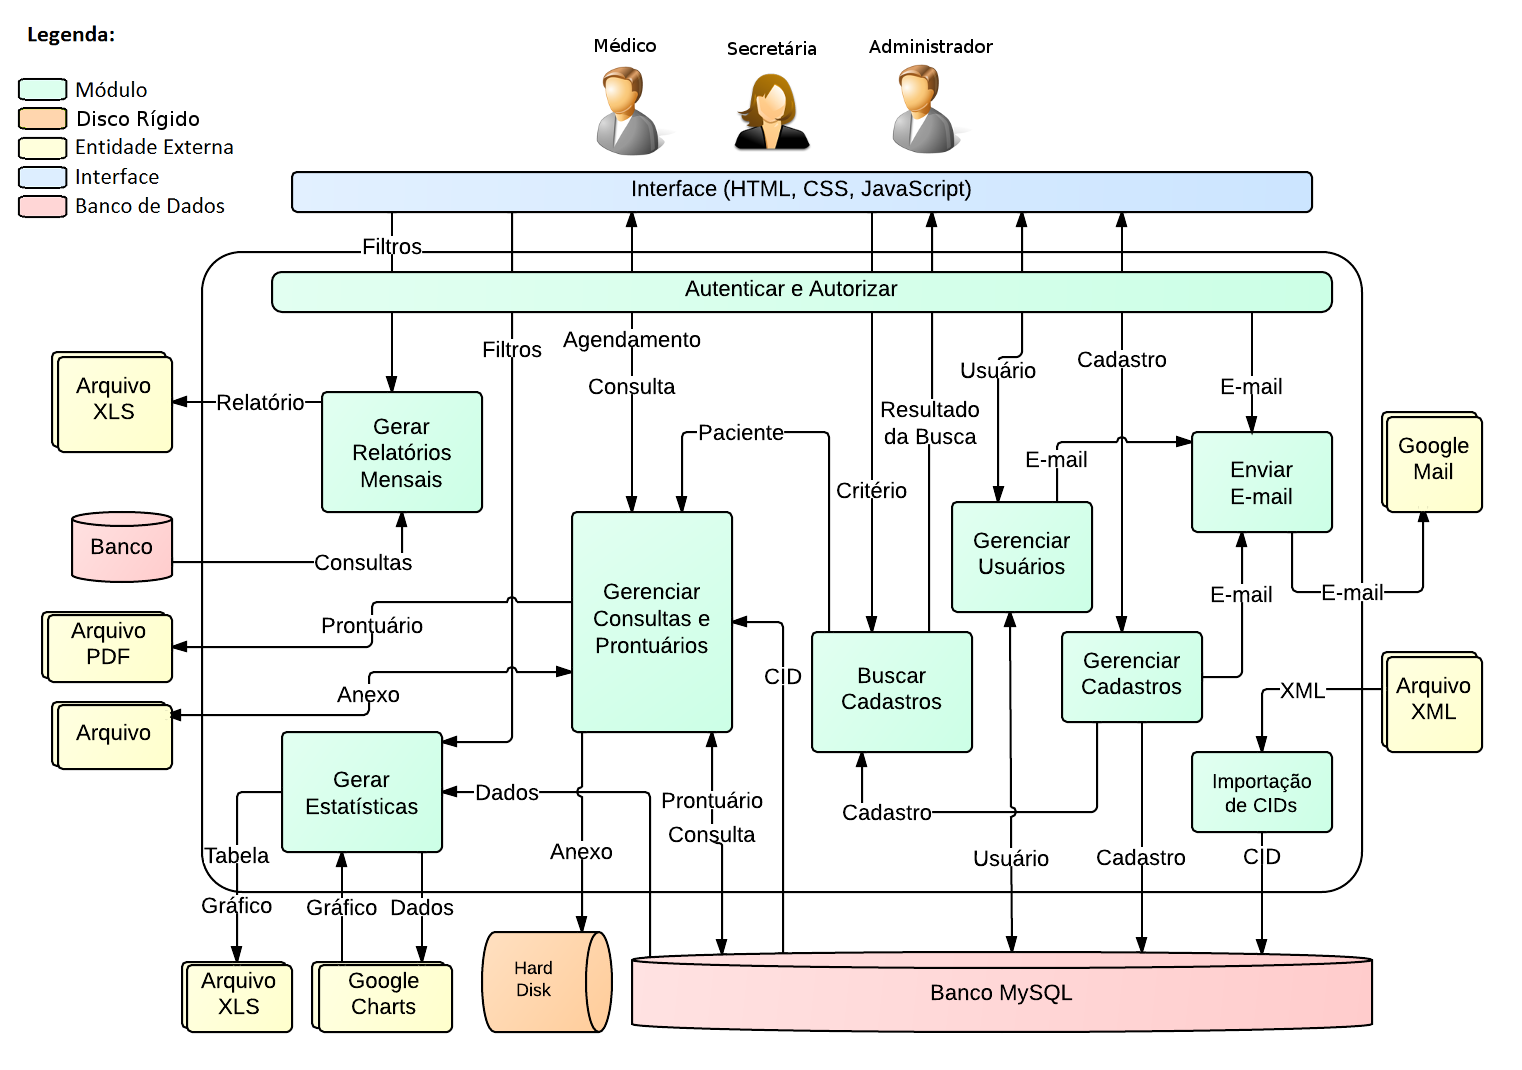 Legenda:
Módulo
Disco Rígido
Entidade Externa
Interface
Banco de Dados
Médico
Secretária
Administrador
Interface (HTML, CSS, JavaScript)
Filtros
Autenticar e Autorizar
Filtros
Agendamento
Consulta
Usuário
Cadastro
E-mail
Arquivo
XLS
Relatório
Gerar
Relatórios
Mensais
Paciente
Resultado
da Busca
Critério
E-mail
Enviar
E-mail
Google
Mail
Banco
Consultas
Gerenciar
Consultas e
Prontuários
Gerenciar
Usuários
E-mail
E-mail
Arquivo
PDF
Prontuário
Anexo
Arquivo
CID
Buscar
Cadastros
Gerenciar
Cadastros
XML
Arquivo
XML
Gerar
Estatísticas
Dados
Prontuário
Consulta
Cadastro
Importação
de CIDs
Tabela
Gráfico
Gráfico
Dados
Anexo
Usuário
Cadastro
CID
Arquivo
XLS
Google
Charts
Hard
Disk
Banco MySQL